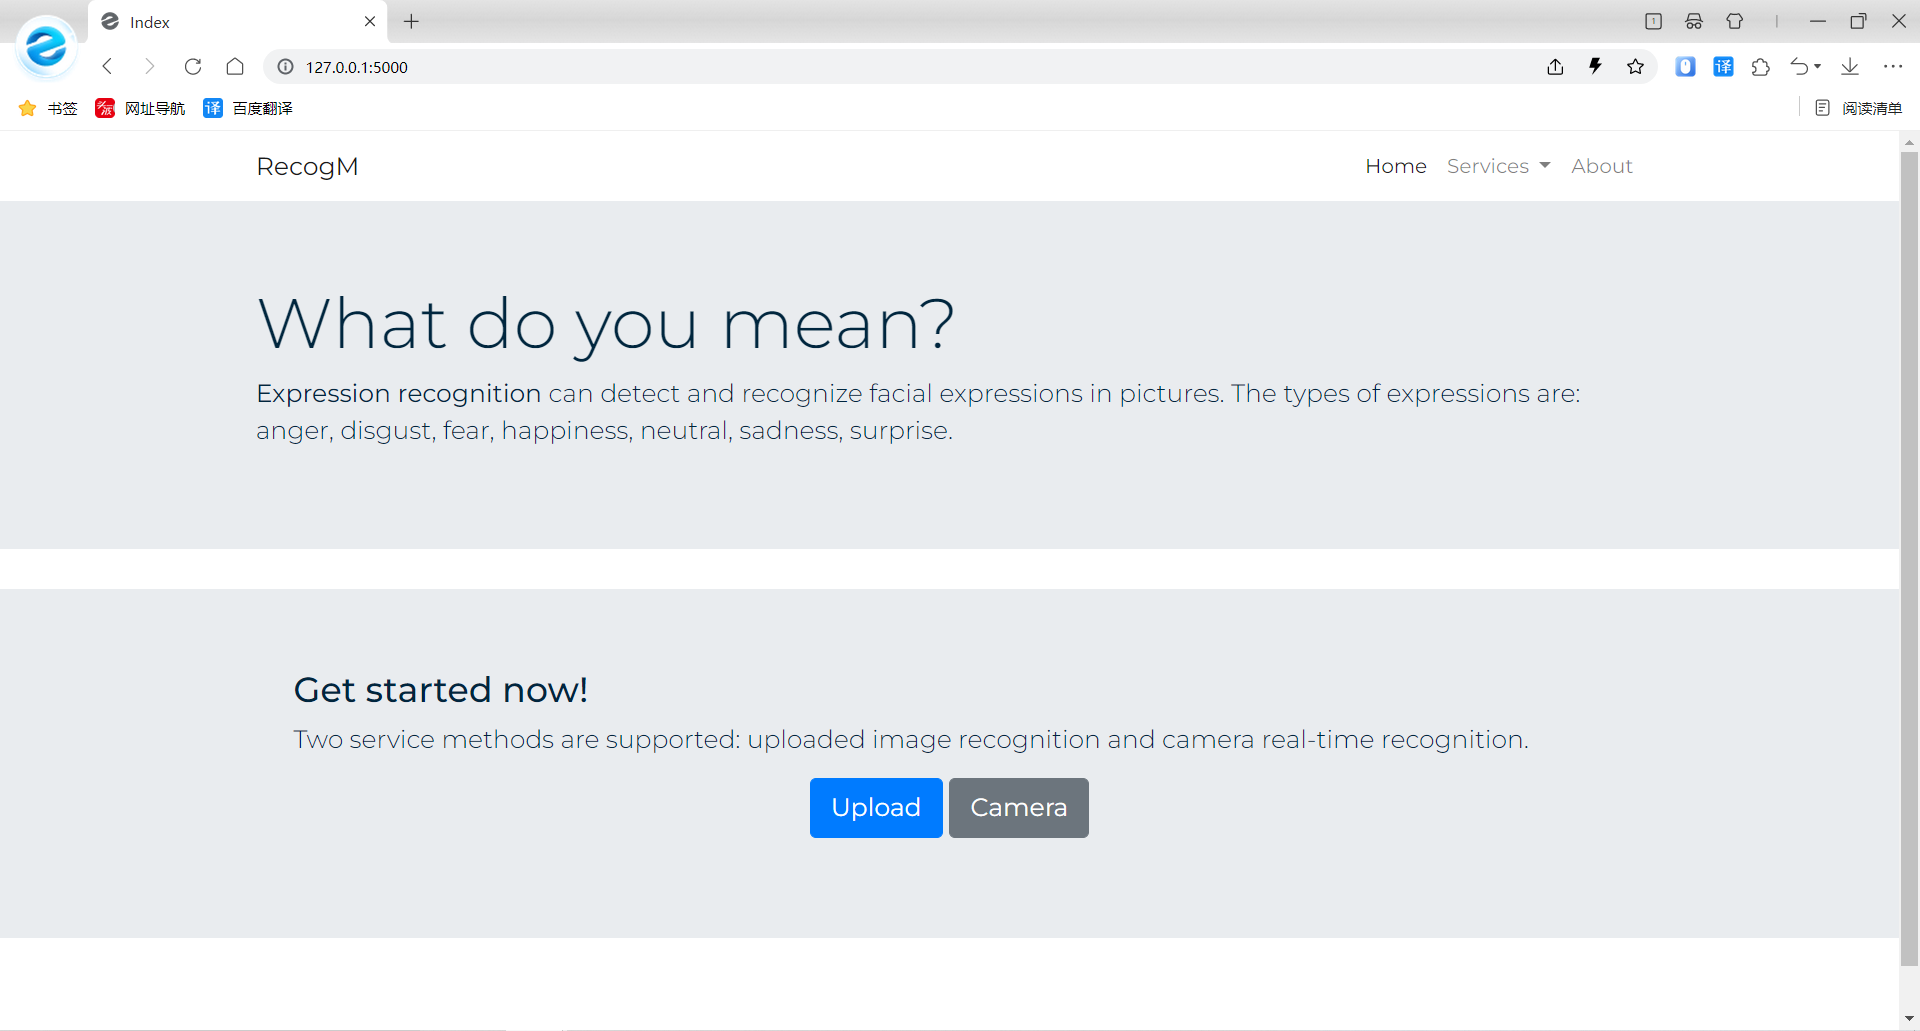 Index
1
127.0.0.1:5000
译
书签
网址导航
译 百度翻译
阅读清单
RecogM
Home Services About
What do you mean?
Expression recognition can detect and recognize facial expressions in pictures. The types of expressions are:
anger, disgust, fear, happiness, neutral, sadness, surprise.
Get started now!
Two service methods are supported: uploaded image recognition and camera real-time recognition.
Upload Camera